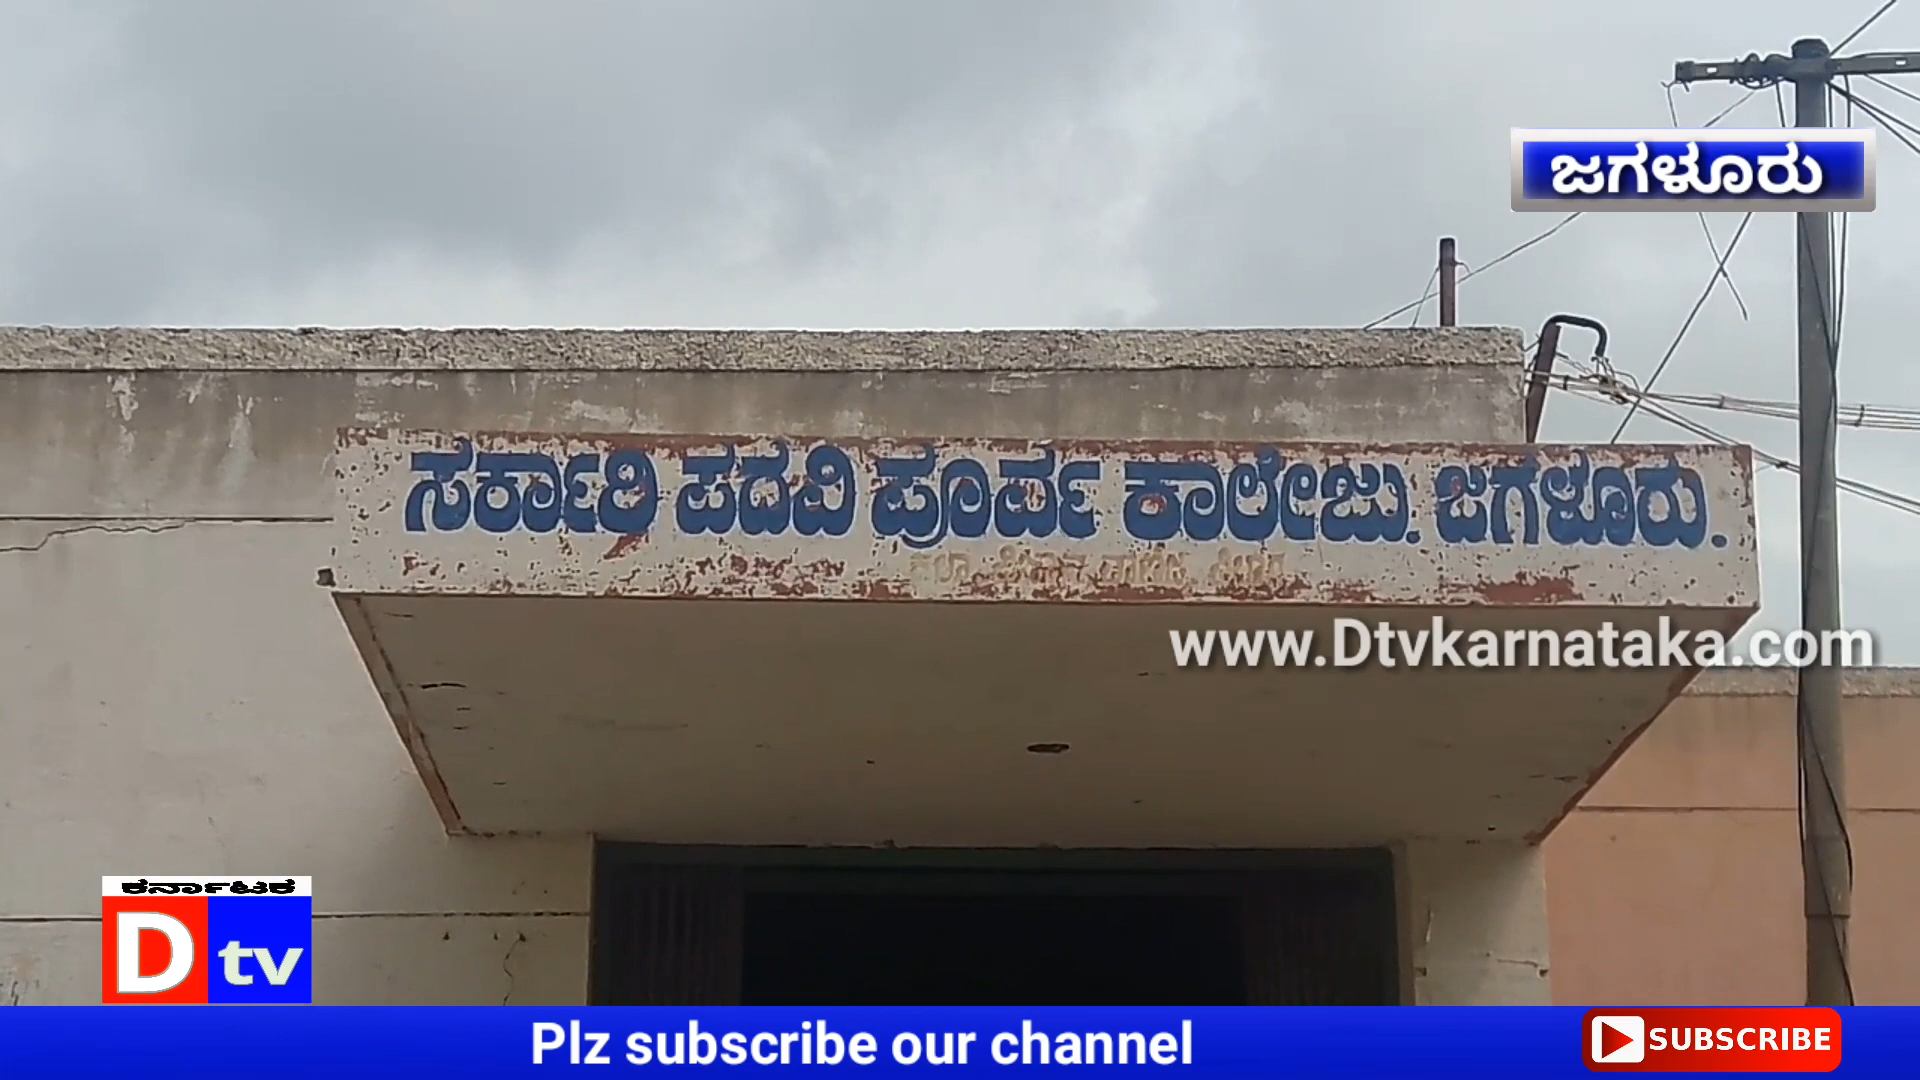 ಜಗಳೂರು
ಸರ್ಕಾರಿ ಪದವಿ ಪೂರ್ವ ಕಾಲೇಜು. ಜಗಳೂರು.
www.Dtvkarnataka.com
ಕರ್ನಾಟಕ
D tv
Plz subscribe our channel
SUBSCRIBE